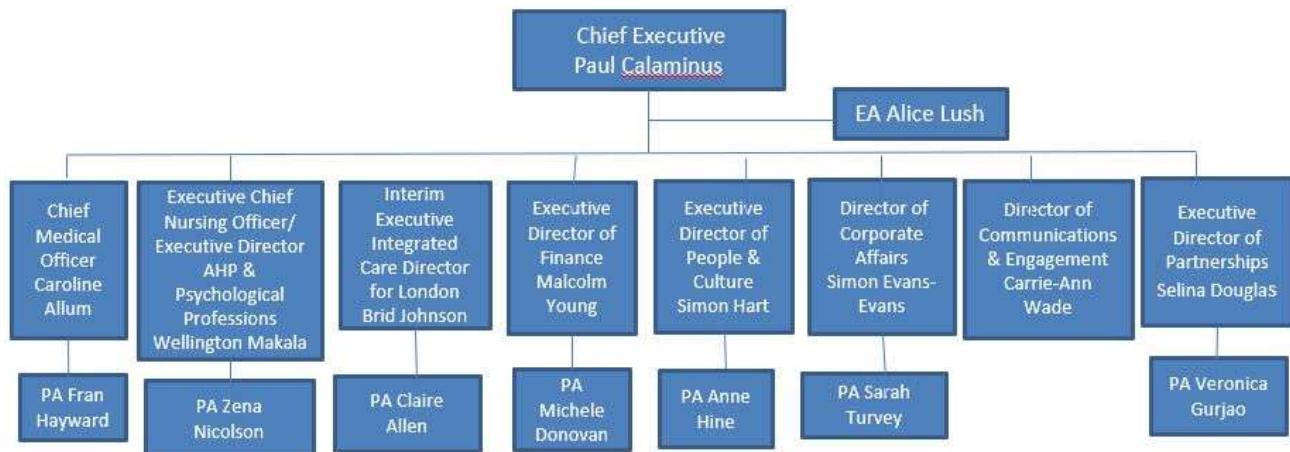 Chief Executive
Paul Calaminus
EA Alice Lush
Chief
Medical
Officer
Caroline
Allum
Executive Chief
Nursing Officer/
Executive Director
AHP &
Psychological
Professions
Wellington Makala
Interim
Executive
Integrated
Care Director
for London
Brid Johnson
Executive
Director of
Finance
Malcolm
Young
Executive
Director of
People &
Culture
Simon Hart
Director of
Corporate
Affairs
Simon Evans-
Evans
Director of
Communications
& Engagement
Carrie-Ann
Wade
Executive
Director of
Partnerships
Selina Douglas
PA Fran
Hayward
PA Zena
Nicolson
PA Claire
Allen
PA
Michele
Donovan
PA Anne
Hine
PA Sarah
Turvey
PA Veronica
Gurjao